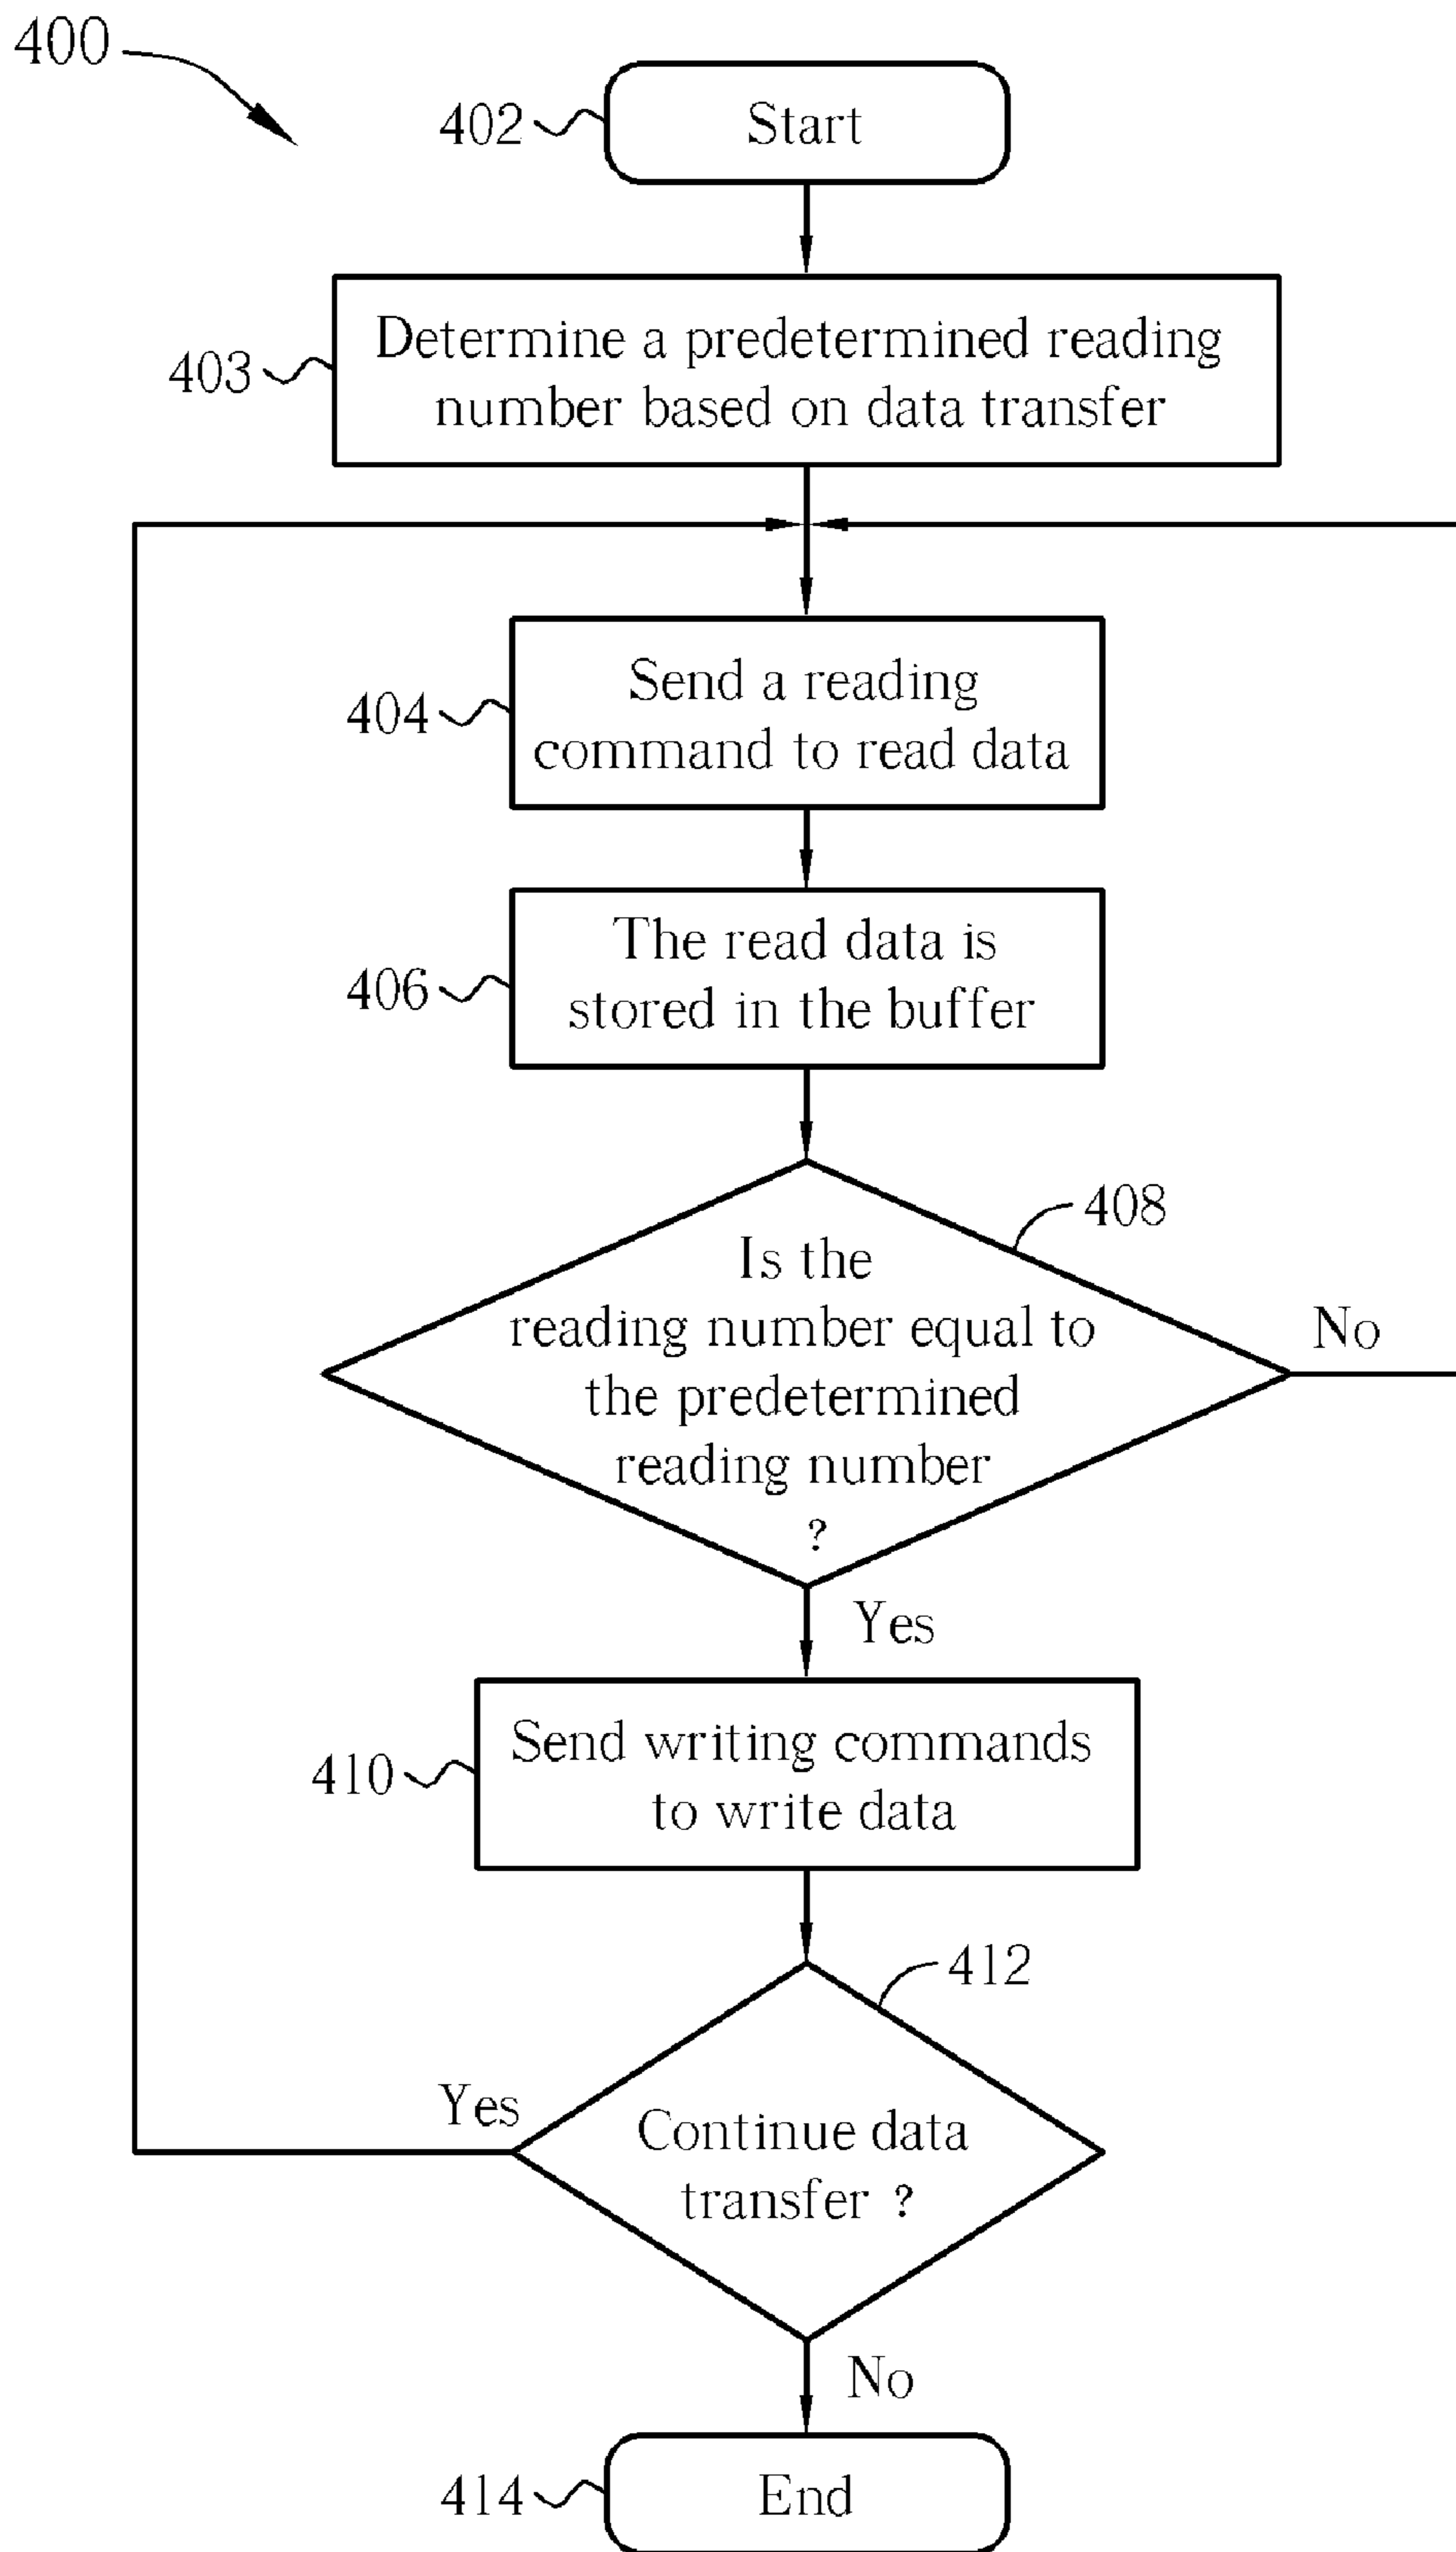 400
402
Start
403
Determine a predetermined reading
number based on data transfer
404
Send a reading
command to read data
406
The read data is
stored in the buffer
408
Is the
reading number equal to
the predetermined
reading number
?
No
Yes
410
Send writing commands
to write data
412
Yes
Continue data
transfer ?
No
414
End